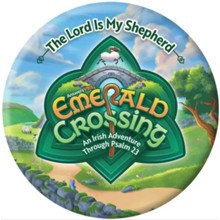 The Lord Is My Shepherd
EMERALD
CROSSING
An Irish Adventure
Through Psalm 23